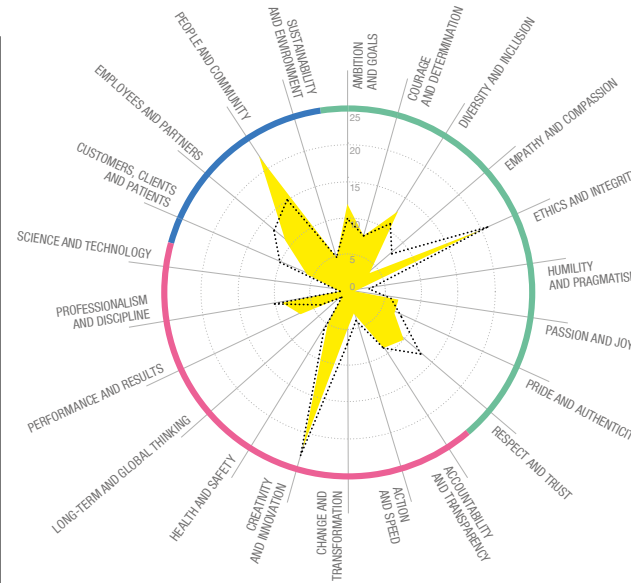 AMBITION
AND GOALS
COURAGE
AND DETERMINATION
DIVERSITY AND INCLUSION
EMPATHY AND COMPASSION
ETHICS AND INTEGRIT
HUMILITY
AND PRAGMATISM
PASSION AND JOY
PRIDE AND AUTHENTICIT
RESPECT AND TRUST
ACCOUNTABILITY
AND TRANSPARENCY
ACTION
AND SPEED
CHANGE AND
TRANSFORMATION
CREATIVITY
AND INNOVATION
HEALTH AND SAFETY
LONG-TERM AND GLOBAL THINKING
PERFORMANCE AND RESULTS
PROFESSIONALISM
AND DISCIPLINE
SCIENCE AND TECHNOLOGY
CUSTOMERS, CLIENTS
AND PATIENTS
EMPLOYEES AND PARTNERS
PEOPLE AND COMMUNITY
SUSTAINABILITY
AND ENVIRONMENT
25
20
15
10
5
0